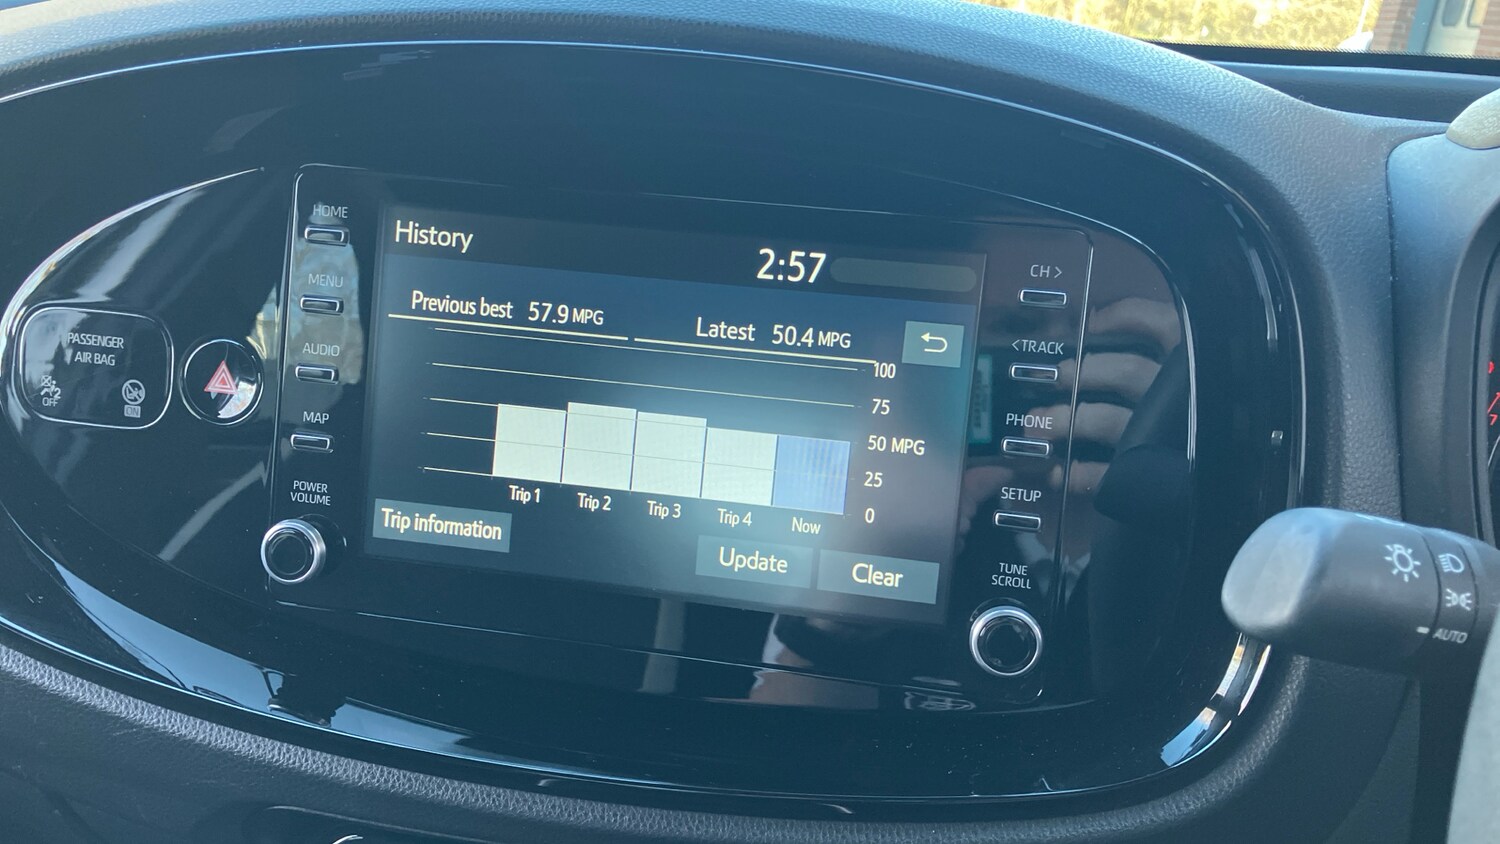 HOME
MENU
AUDIO
MAP
POWER
VOLUME
PASSENGER
AIR BAG
OFF
ON
History
2:57
Previous best 57.9 MPG
Latest 50.4 MPG
100
75
50 MPG
25
0
Trip 1
Trip 2
Trip 3
Trip 4
Now
Trip information
Update
Clear
CH >
< TRACK
PHONE
SETUP
TUNE
SCROLL
AUTO